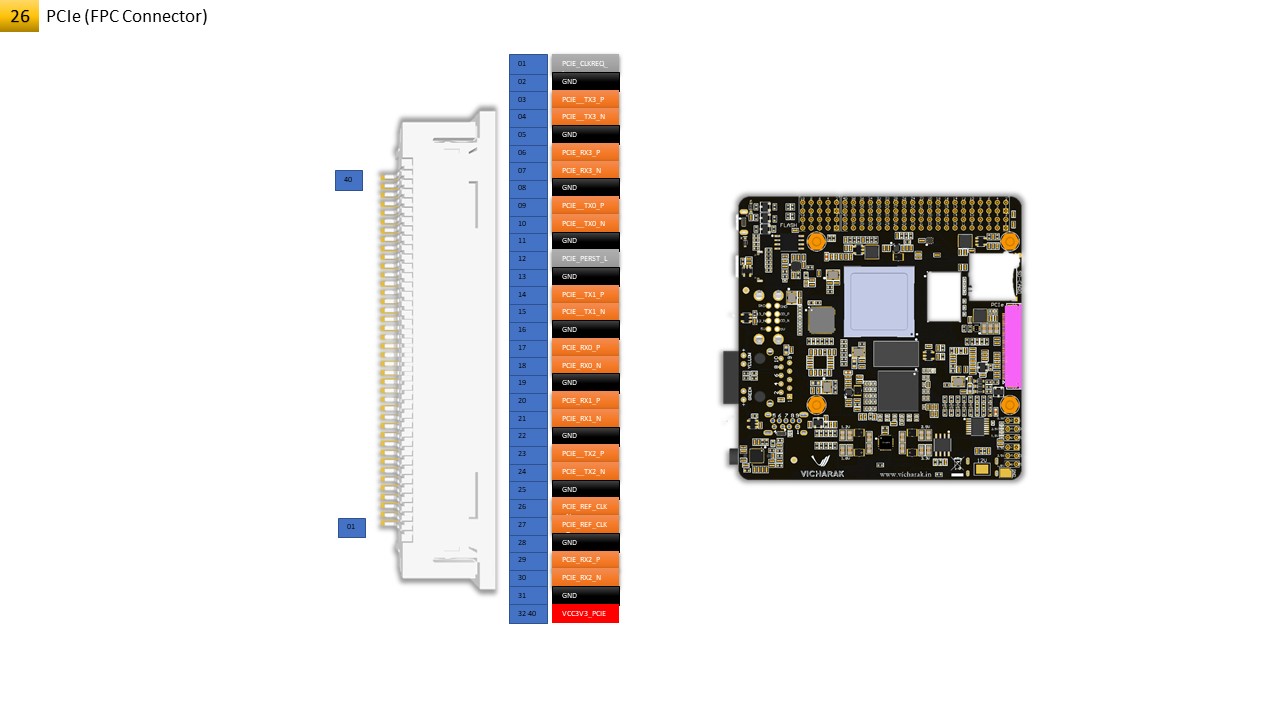 26 PCIe (FPC Connector)
40
01
01 PCIE_CLKREQ_
02 GND
03 PCIE__TX3_P
04 PCIE__TX3_N
05 GND
06 PCIE_RX3_P
07 PCIE_RX3_N
08 GND
09 PCIE__TX0_P
10 PCIE__TX0_N
11 GND
12 PCIE_PERST_L
13 GND
14 PCIE__TX1_P
15 PCIE__TX1_N
16 GND
17 PCIE_RX0_P
18 PCIE_RX0_N
19 GND
20 PCIE_RX1_P
21 PCIE_RX1_N
22 GND
23 PCIE__TX2_P
24 PCIE__TX2_N
25 GND
26 PCIE_REF_CLK
27 PCIE_REF_CLK
28 GND
29 PCIE_RX2_P
30 PCIE_RX2_N
31 GND
32 40 VCC3V3_PCIE
FLASH
PCIe
12V
VICHARAK
www.vicharak.in